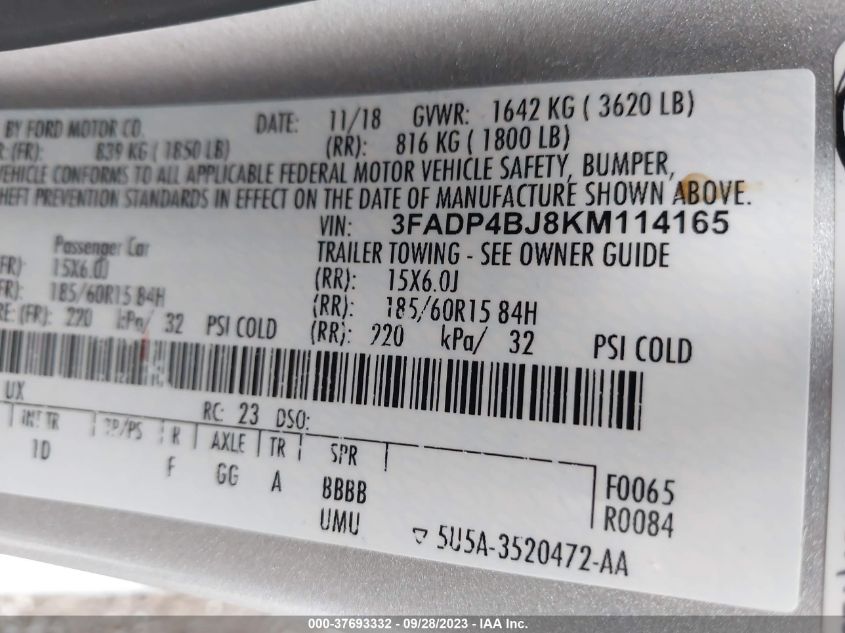 BY FORD MOTOR CO. DATE: 11/18 GVWR: 1642 KG ( 3620 LB)
(FR): 839 KG ( 1850 LB) (RR): 816 KG ( 1800 LB)
VEHICLE CONFORMS TO ALL APPLICABLE FEDERAL MOTOR VEHICLE SAFETY, BUMPER,
THEFT PREVENTION STANDARDS IN EFFECT ON THE DATE OF MANUFACTURE SHOWN ABOVE.
VIN: 3FADP4BJ8KM114165
Passenger Car TRAILER TOWING - SEE OWNER GUIDE
FR): 15X6.0J (RR): 15X6.0J
FR): 185/60R15 84H (RR): 185/60R15 84H
RE: (FR): 220 kPa/ 32 PSI COLD (RR): 220 kPa/ 32 PSI COLD
UX RC: 23 DSO:
INT TR TP/PS R AXLE TR SPR
1D F GG A BBBB F0065
UMU R0084
5U5A-3520472-AA
000-37693332 - 09/28/2023 - IAA Inc.